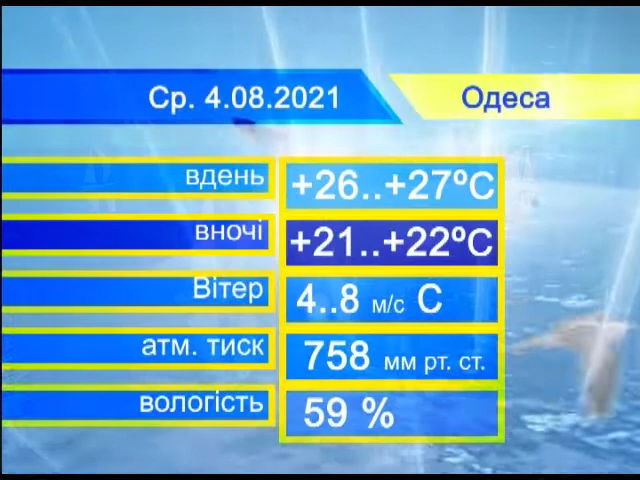 Ср. 4.08.2021 Одеса
вдень +26..+27ºC
вночі +21..+22ºC
Вітер 4..8 м/с С
атм. тиск 758 мм рт. ст.
вологість 59 %